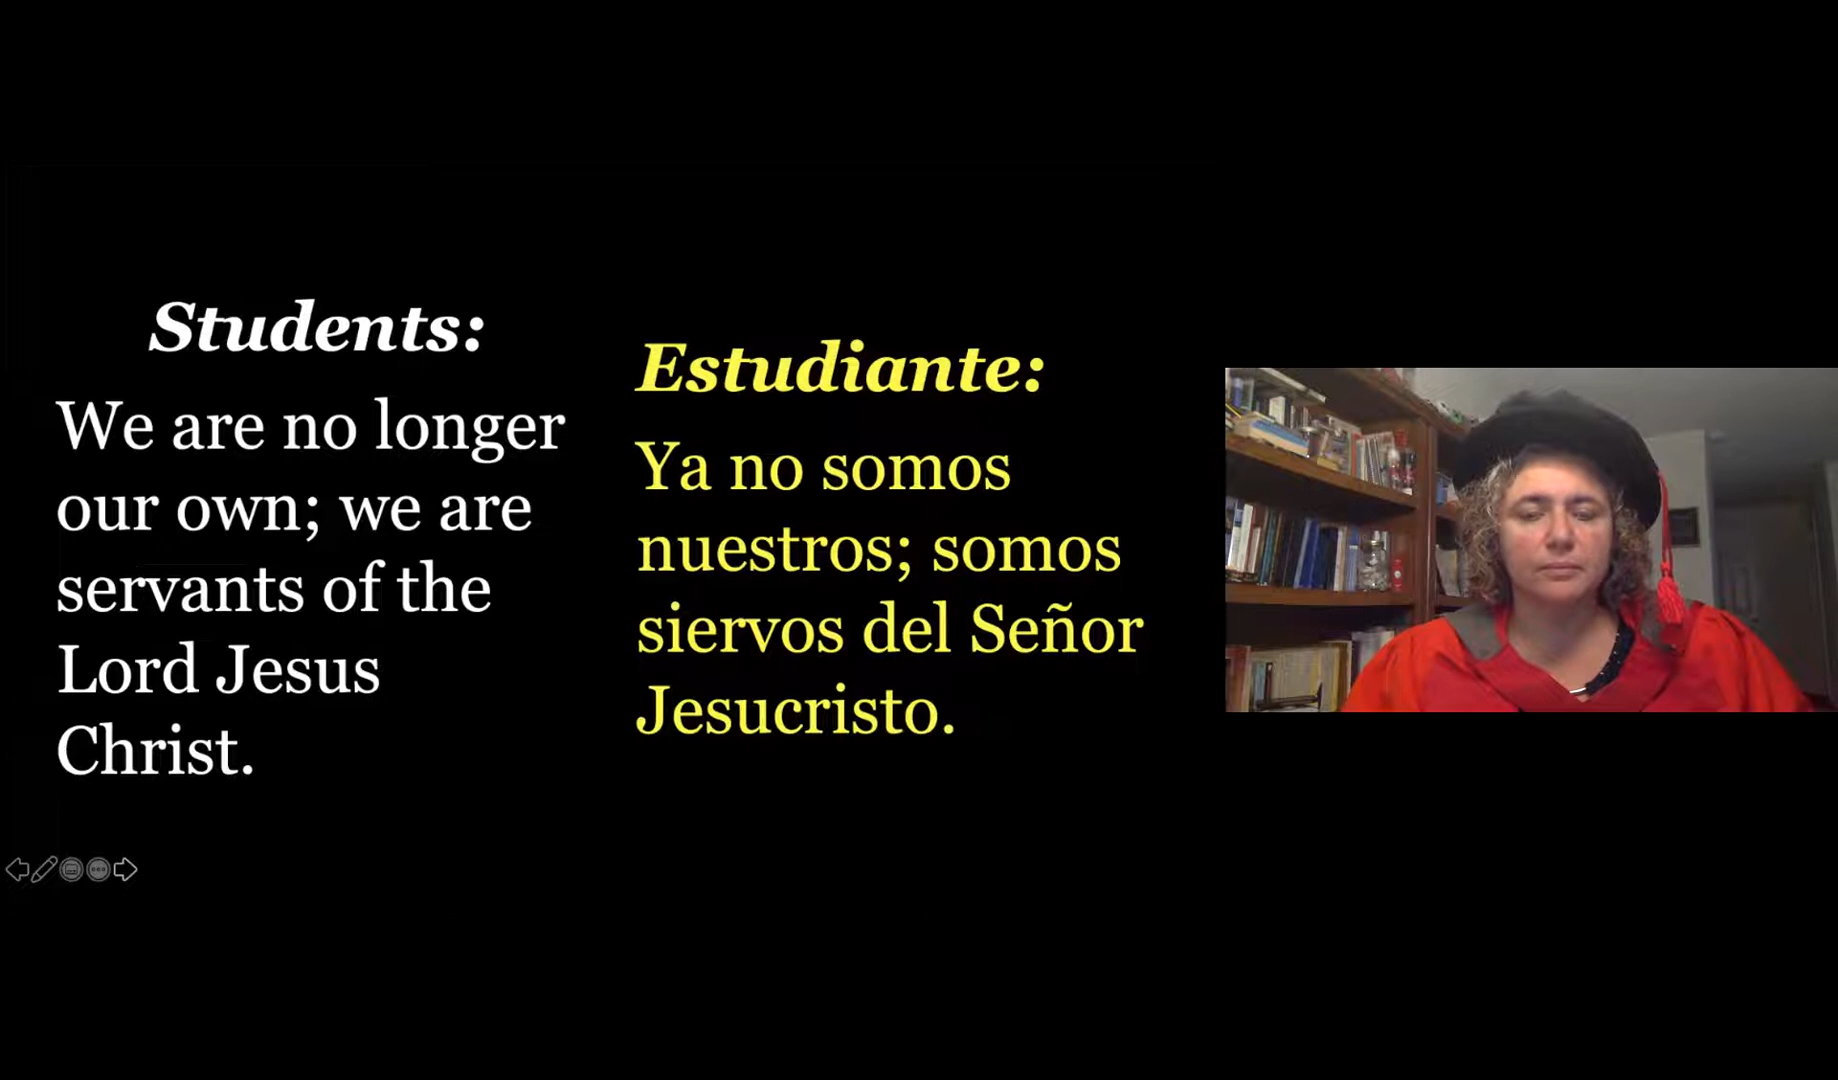 Students:
We are no longer
our own; we are
servants of the
Lord Jesus
Christ.
Estudiante:
Ya no somos
nuestros; somos
siervos del Señor
Jesucristo.